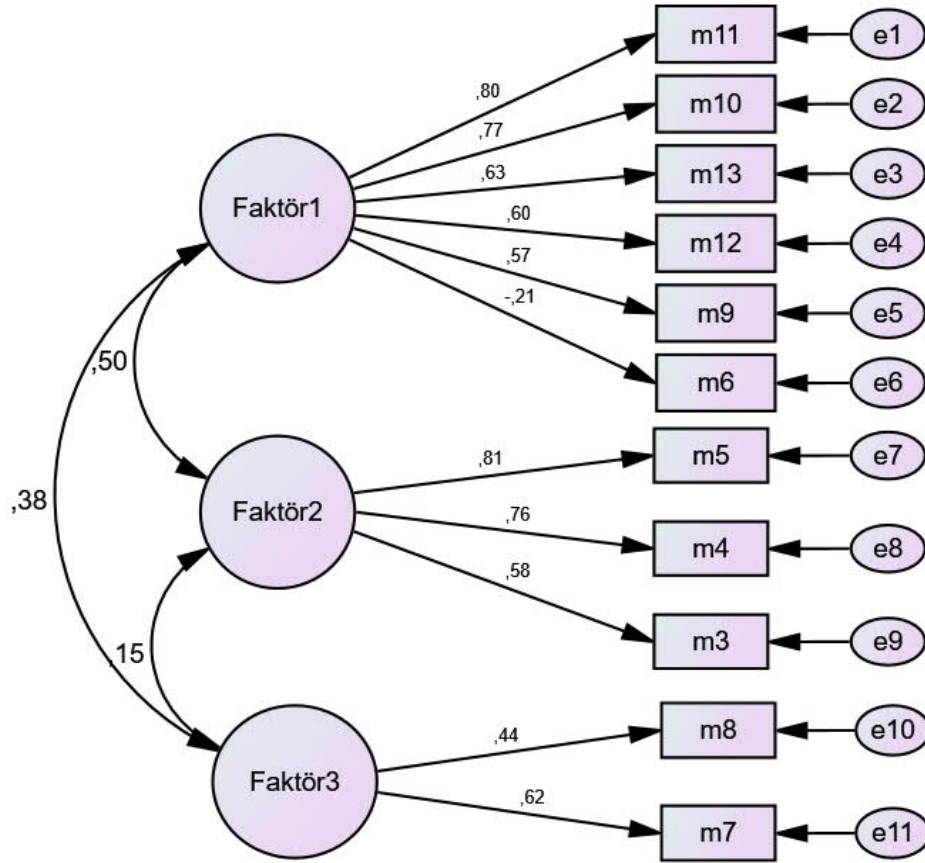 m11
e1
,80
m10
e2
,77
m13
e3
,63
Faktör1
,60
m12
e4
,57
m9
e5
-,21
m6
e6
,50
,81
m5
e7
,38
Faktör2
,76
m4
e8
,58
m3
e9
,15
,44
m8
e10
Faktör3
,62
m7
e11